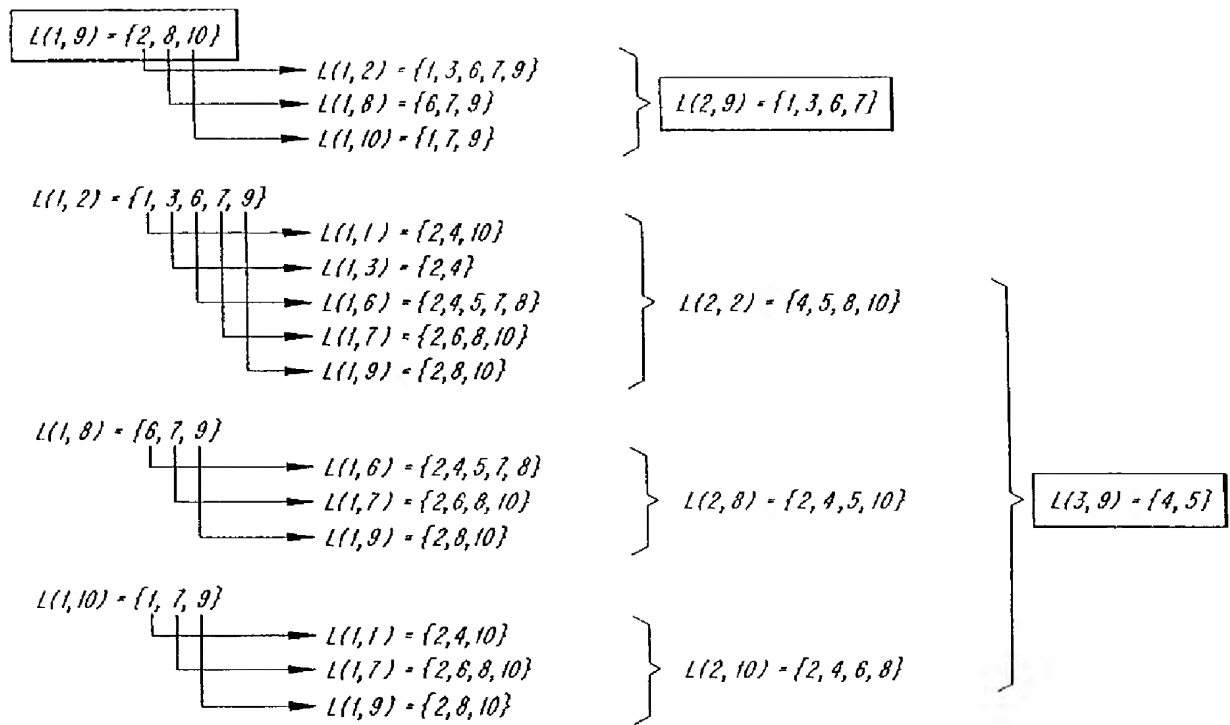 L(1,9) = {2, 8, 10}
L(1,2) = {1,3,6,7,9}
L(1,8) = {6,7,9}
L(1,10) = {1,7,9}
L(2,9) = {1,3,6,7}
L(1,2) = {1, 3, 6, 7, 9}
L(1,1) = {2,4,10}
L(1,3) = {2,4}
L(1,6) = {2,4,5,7,8}
L(1,7) = {2,6,8,10}
L(1,9) = {2,8,10}
L(2,2) = {4,5,8,10}
L(1,8) = {6, 7, 9}
L(1,6) = {2,4,5,7,8}
L(1,7) = {2,6,8,10}
L(1,9) = {2,8,10}
L(2,8) = {2,4,5,10}
L(3,9) = {4,5}
L(1,10) = {1, 7, 9}
L(1,1) = {2,4,10}
L(1,7) = {2,6,8,10}
L(1,9) = {2,8,10}
L(2,10) = {2,4,6,8}